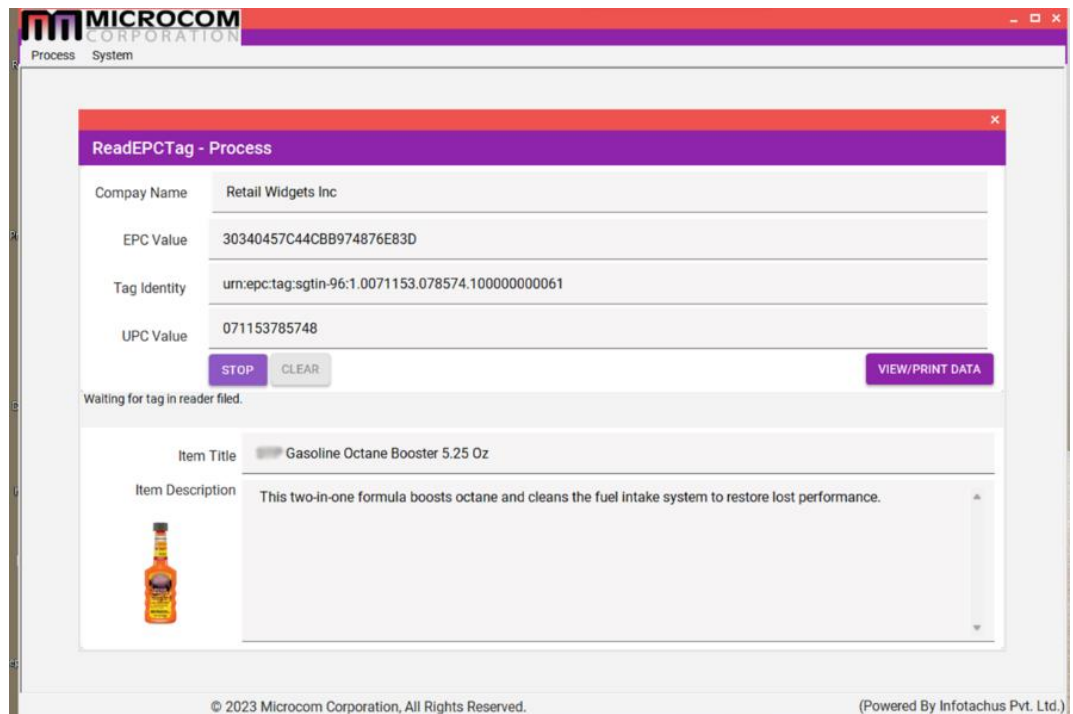 MICROCOM
CORPORATION
Process System
ReadEPCTag - Process
Compay Name Retail Widgets Inc
EPC Value 30340457C44CBB974876E83D
Tag Identity urn:epc:tag:sgtin-96:1.0071153.078574.100000000061
UPC Value 071153785748
STOP CLEAR VIEW/PRINT DATA
Waiting for tag in reader filed.
Item Title Gasoline Octane Booster 5.25 Oz
Item Description This two-in-one formula boosts octane and cleans the fuel intake system to restore lost performance.
© 2023 Microcom Corporation, All Rights Reserved. (Powered By Infotachus Pvt. Ltd.)